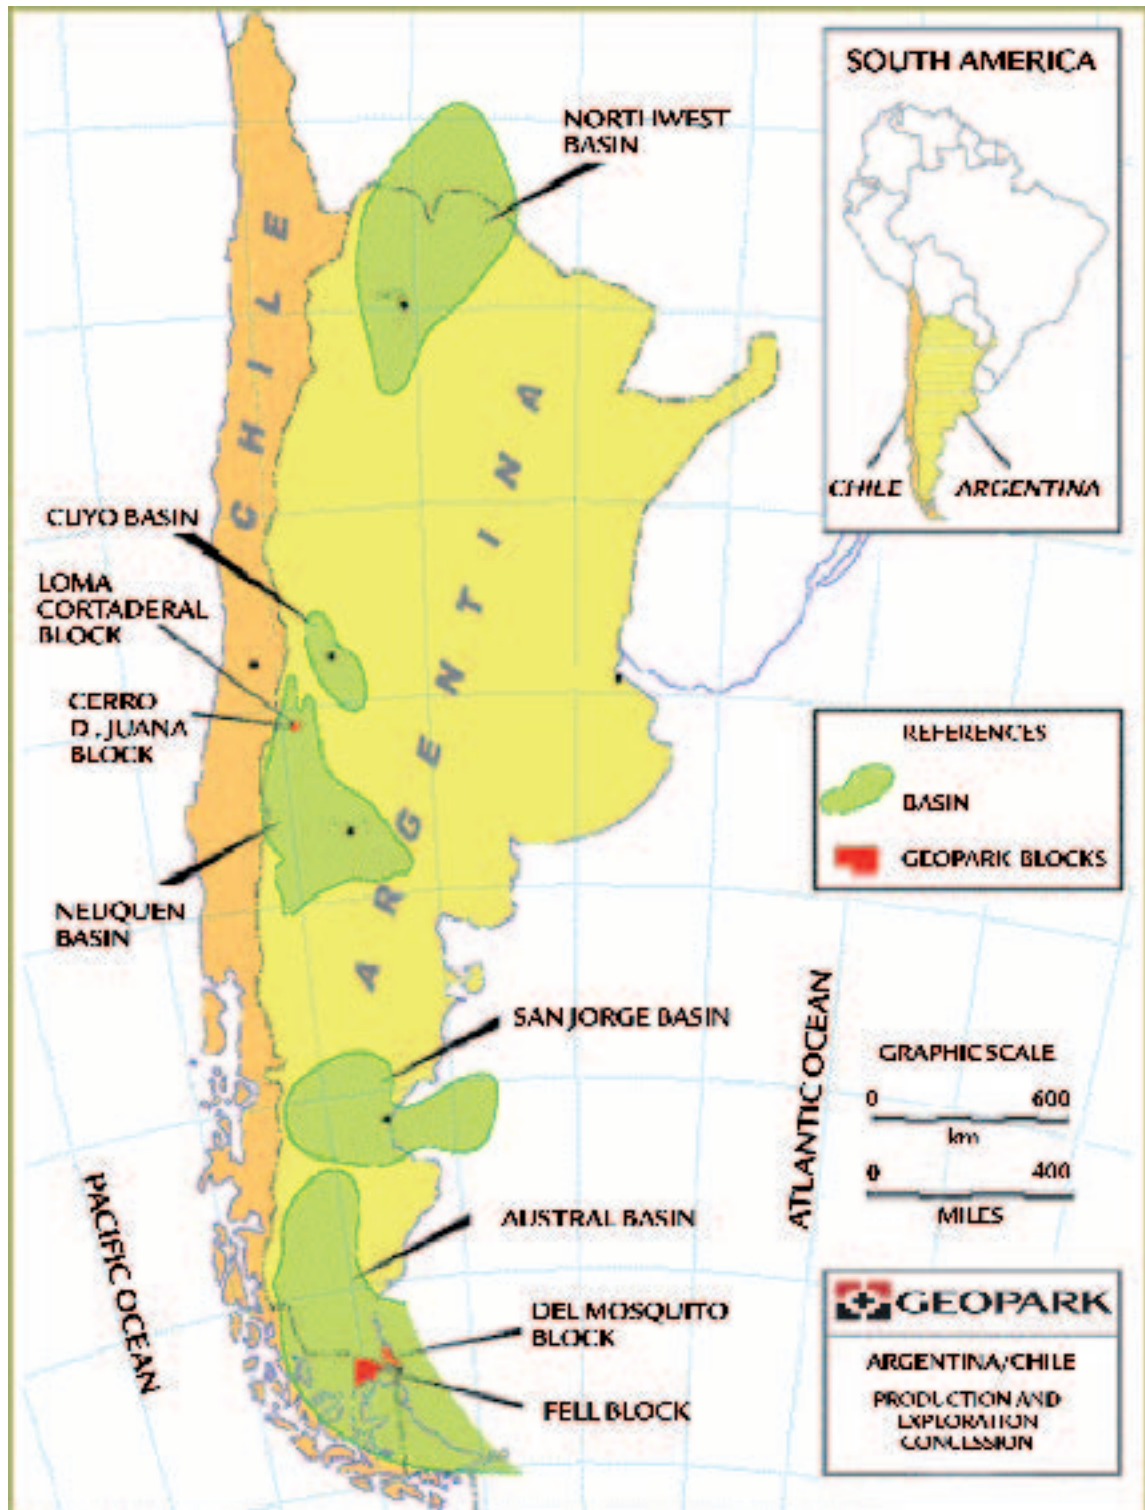 SOUTH AMERICA
CHILE
ARGENTINA
NORTHWEST
BASIN
CHILE
ARGENTINA
CUYO BASIN
LOMA
CORTADERAL
BLOCK
CERRO
D. JUANA
BLOCK
NEUQUEN
BASIN
REFERENCES
BASIN
GEOPARK BLOCKS
SAN JORGE BASIN
ATLANTIC OCEAN
GRAPHIC SCALE
0 600
km
0 400
MILES
PACIFIC OCEAN
AUSTRAL BASIN
DEL MOSQUITO
BLOCK
FELL BLOCK
GEOPARK
ARGENTINA/CHILE
PRODUCTION AND
EXPLORATION
CONCESSION